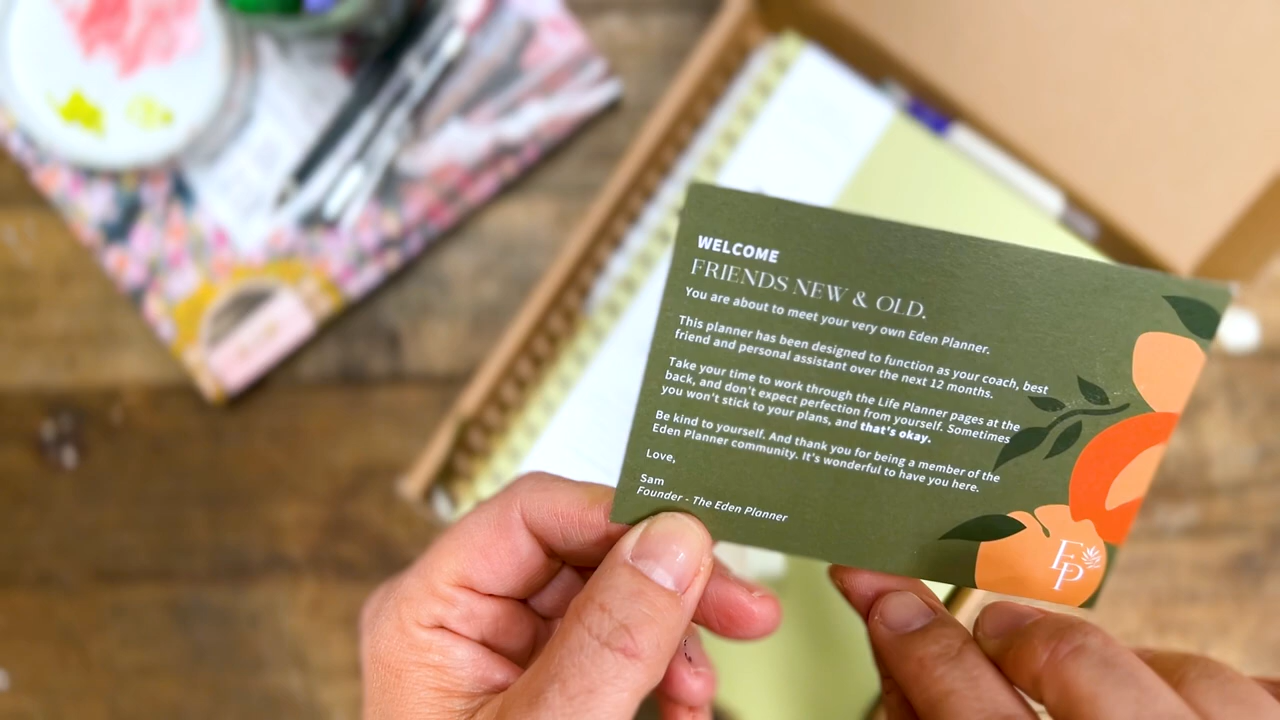 WELCOME
FRIENDS NEW & OLD.
You are about to meet your very own Eden Planner.
This planner has been designed to function as your coach, best
friend and personal assistant over the next 12 months.
Take your time to work through the Life Planner pages at the
back, and don't expect perfection from yourself. Sometimes
you won't stick to your plans, and that's okay.
Be kind to yourself. And thank you for being a member of the
Eden Planner community. It's wonderful to have you here.
Love,
Sam
Founder - The Eden Planner
EP